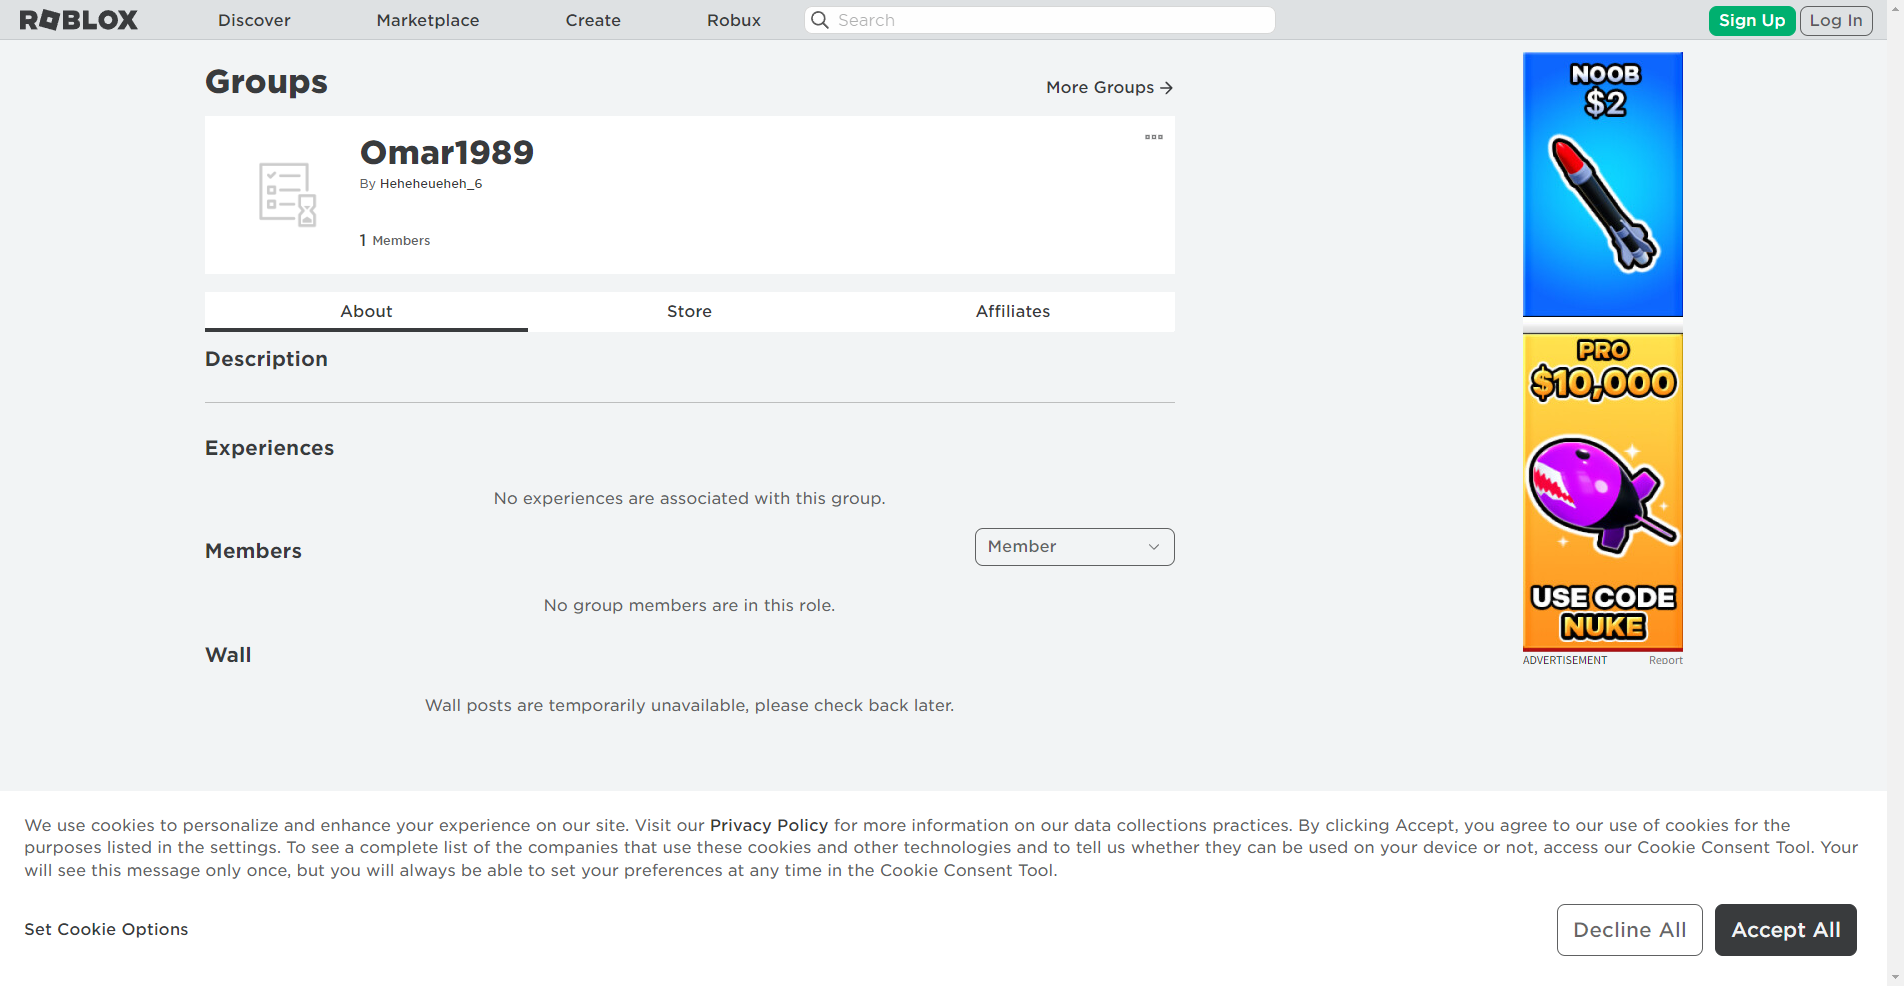 ROBLOX
Discover
Marketplace
Create
Robux
Search
Sign Up
Log In
Groups
More Groups
Omar1989
By Heheheueheh_6
1 Members
About
Store
Affiliates
Description
Experiences
No experiences are associated with this group.
Members
Member
No group members are in this role.
Wall
Wall posts are temporarily unavailable, please check back later.
NOOB
$2
PRO
$10,000
USE CODE
NUKE
ADVERTISEMENT
Report
We use cookies to personalize and enhance your experience on our site. Visit our Privacy Policy for more information on our data collections practices. By clicking Accept, you agree to our use of cookies for the
purposes listed in the settings. To see a complete list of the companies that use these cookies and other technologies and to tell us whether they can be used on your device or not, access our Cookie Consent Tool. Your
will see this message only once, but you will always be able to set your preferences at any time in the Cookie Consent Tool.
Set Cookie Options
Decline All
Accept All